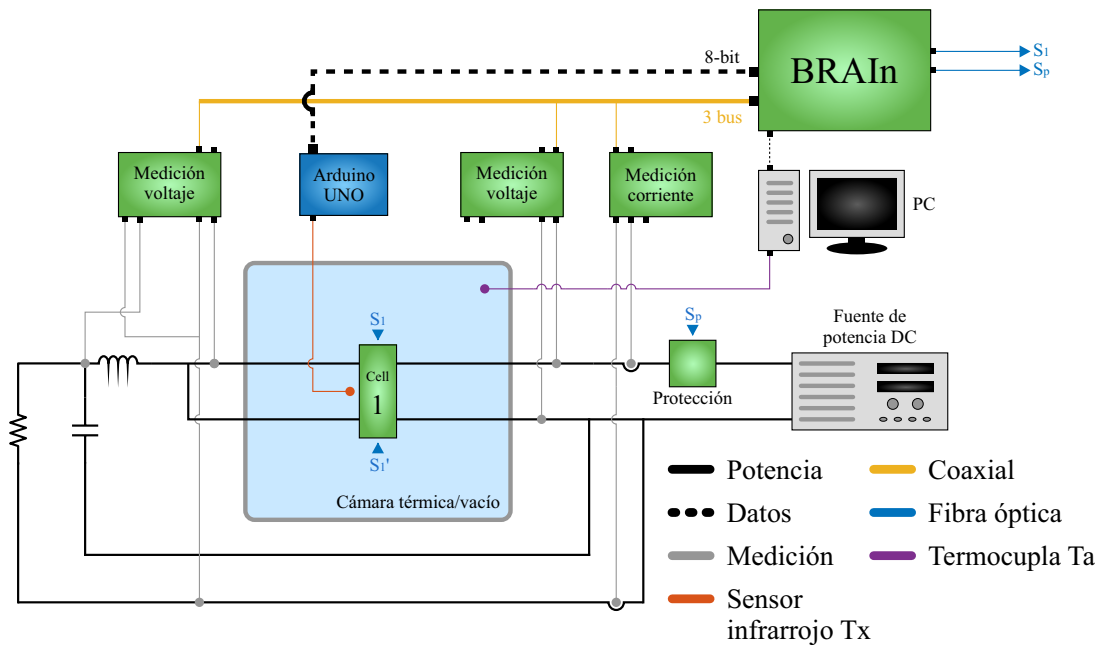 8-bit
BRAIn
S1
Sp
3 bus
Medición
voltaje
Arduino
UNO
Medición
voltaje
Medición
corriente
PC
S1
Cell
1
S1'
Cámara térmica/vacío
Sp
Protección
Fuente de
potencia DC
Potencia
Datos
Medición
Sensor
infrarrojo Tx
Coaxial
Fibra óptica
Termocupla Ta